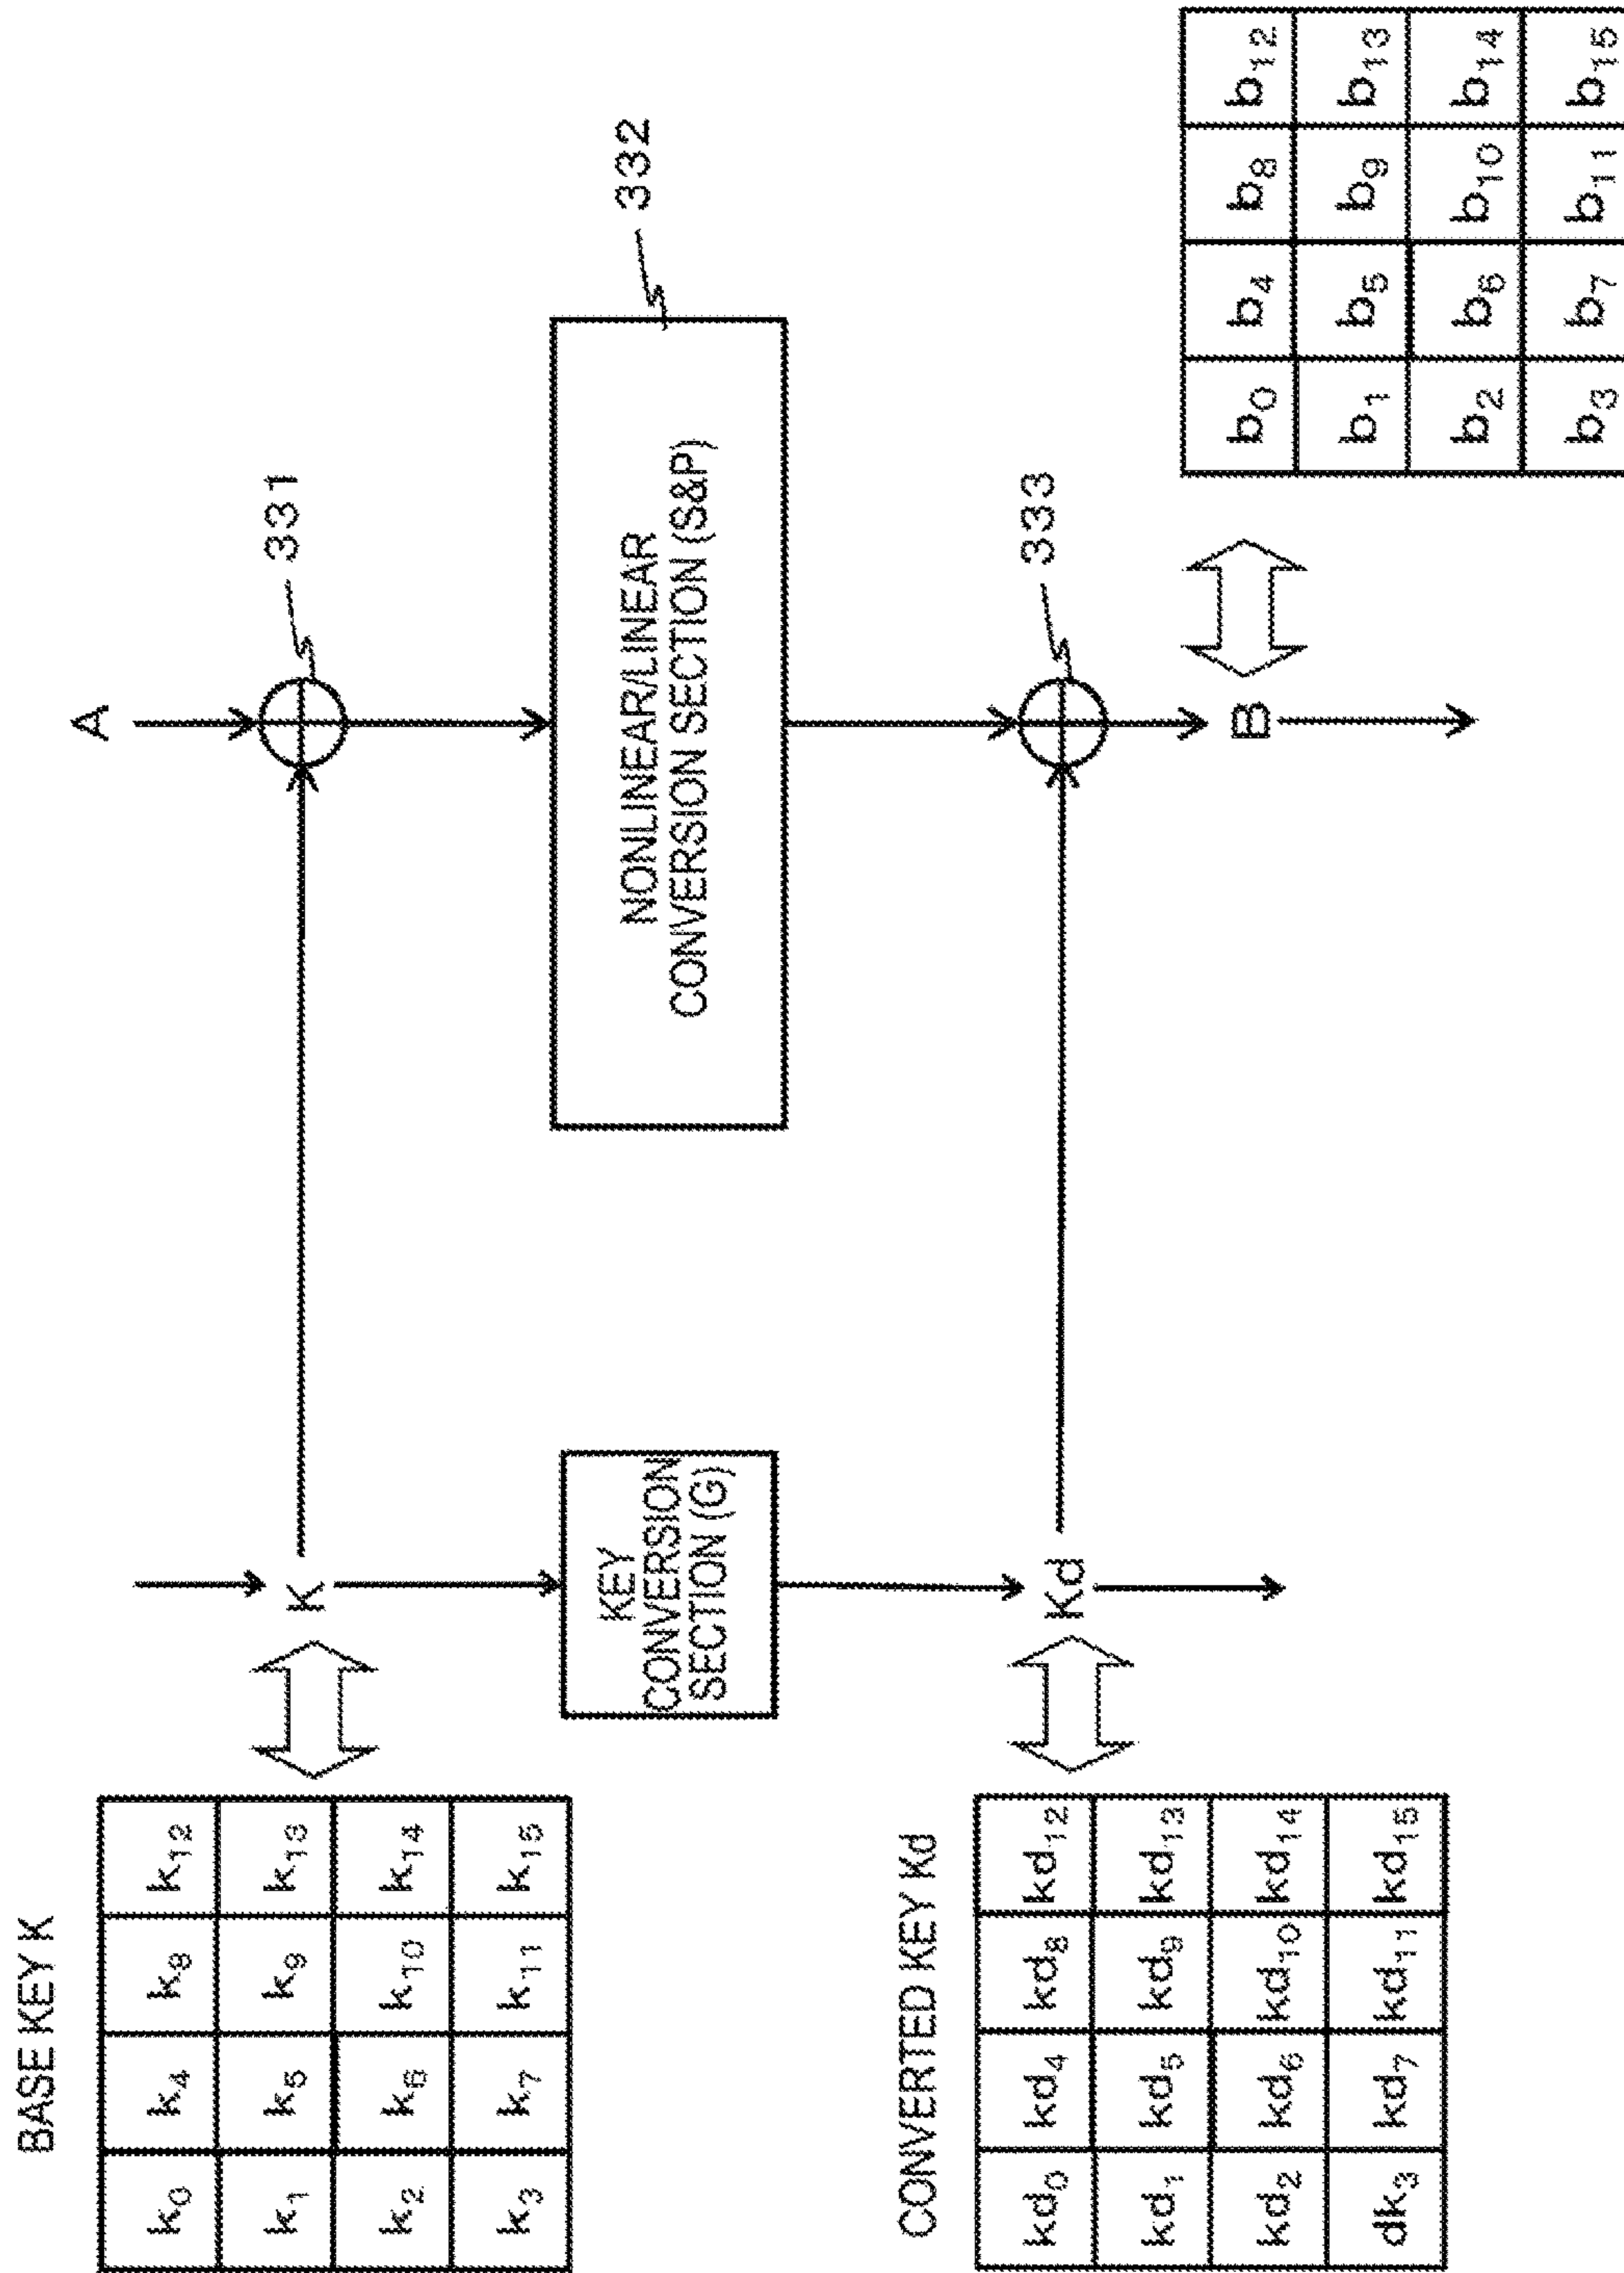 BASE KEY K
k0 k4 k8 k12
k1 k5 k9 k13
k2 k6 k10 k14
k3 k7 k11 k15
K
A
331
KEY
CONVERSION
SECTION (G)
NONLINEAR/LINEAR
CONVERSION SECTION (S&P)
332
CONVERTED KEY Kd
kd0 kd4 kd8 kd12
kd1 kd5 kd9 kd13
kd2 kd6 kd10 kd14
dk3 kd7 kd11 kd15
Kd
333
B
b0 b4 b8 b12
b1 b5 b9 b13
b2 b6 b10 b14
b3 b7 b11 b15